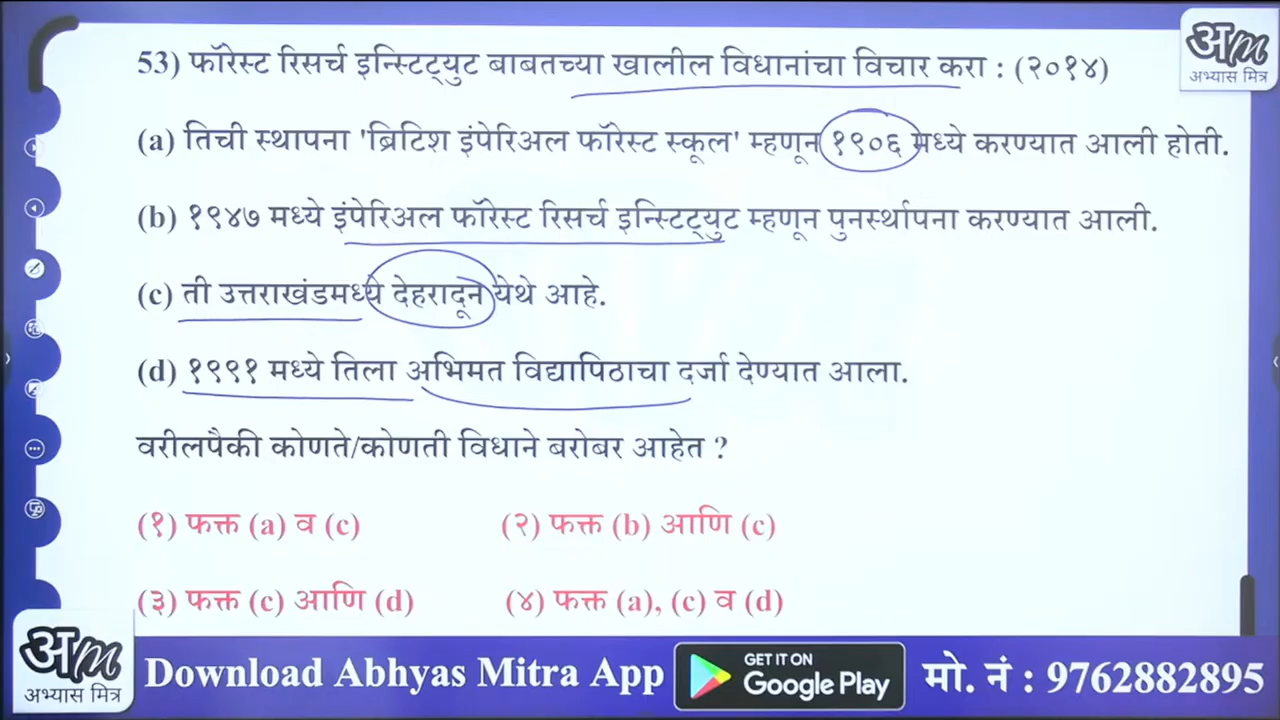 53) फॉरेस्ट रिसर्च इन्स्टिट्युट बाबतच्या खालील विधानांचा विचार करा : (२०१४)
(a) तिची स्थापना 'ब्रिटिश इंपेरिअल फॉरेस्ट स्कूल' म्हणून १९०६ मध्ये करण्यात आली होती.
(b) १९४७ मध्ये इंपेरिअल फॉरेस्ट रिसर्च इन्स्टिट्युट म्हणून पुनर्स्थापना करण्यात आली.
(c) ती उत्तराखंडमध्ये देहरादून येथे आहे.
(d) १९९१ मध्ये तिला अभिमत विद्यापिठाचा दर्जा देण्यात आला.
वरीलपैकी कोणते/कोणती विधाने बरोबर आहेत ?
(१) फक्त (a) व (c) (२) फक्त (b) आणि (c)
(३) फक्त (c) आणि (d) (४) फक्त (a), (c) व (d)
अm
अभ्यास मित्र
अm
अभ्यास मित्र
Download Abhyas Mitra App GET IT ON Google Play मो. नं : 9762882895